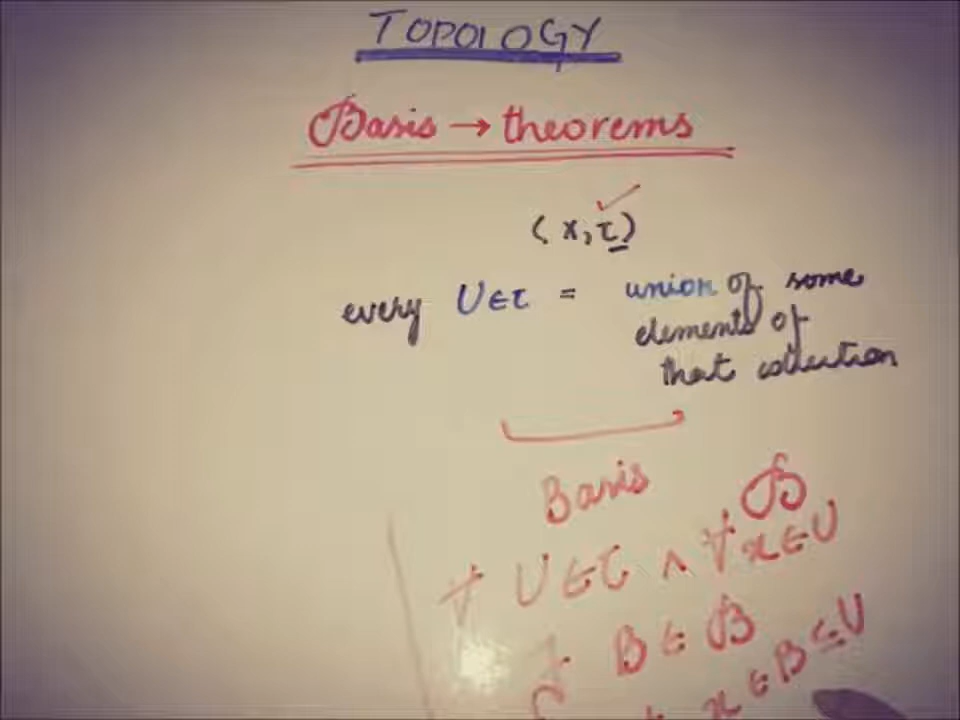 TOPOLOGY
Basis → theorems
(x, τ)
every U∈τ = union of some
elements of
that collection
Basis ℬ
∀ U∈τ ∧ ∀x∈U
∃ B∈ℬ
x∈B⊆U